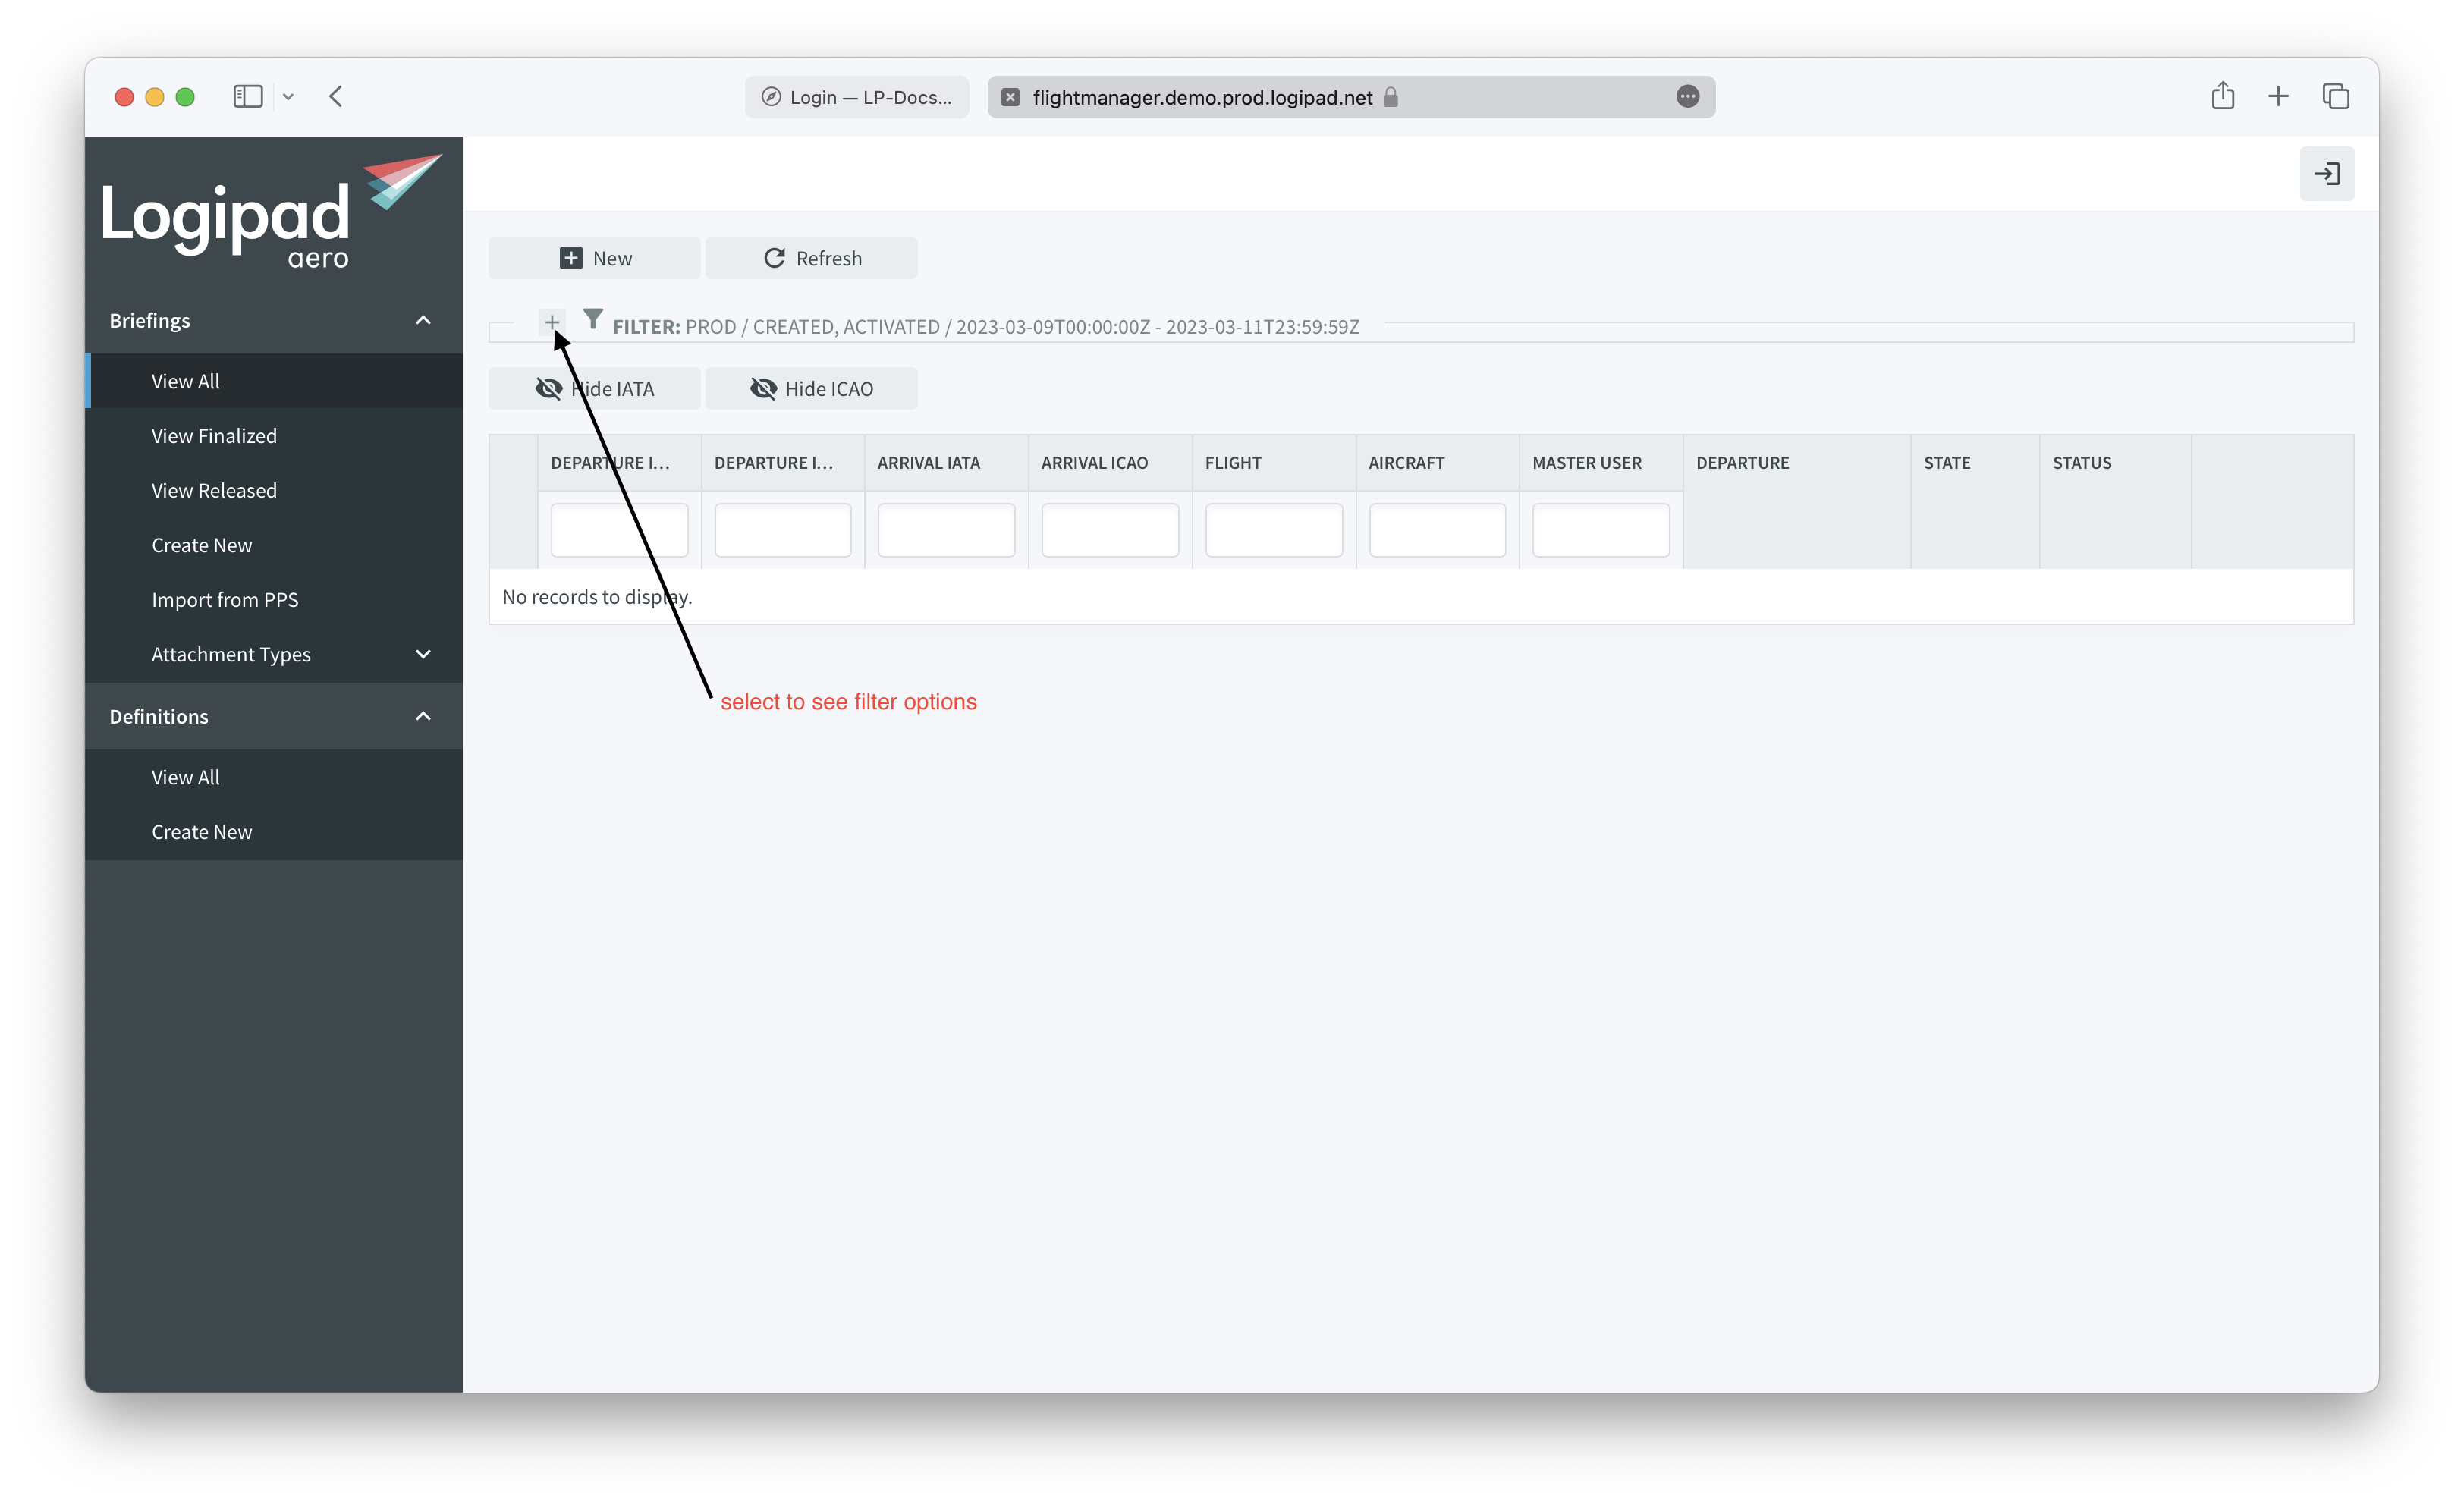 Login — LP-Docs...
flightmanager.demo.prod.logipad.net
Logipad
aero
Briefings
View All
View Finalized
View Released
Create New
Import from PPS
Attachment Types
Definitions
View All
Create New
New
Refresh
FILTER: PROD / CREATED, ACTIVATED / 2023-03-09T00:00:00Z - 2023-03-11T23:59:59Z
Hide IATA
Hide ICAO
DEPARTURE I...
DEPARTURE I...
ARRIVAL IATA
ARRIVAL ICAO
FLIGHT
AIRCRAFT
MASTER USER
DEPARTURE
STATE
STATUS
No records to display.
select to see filter options